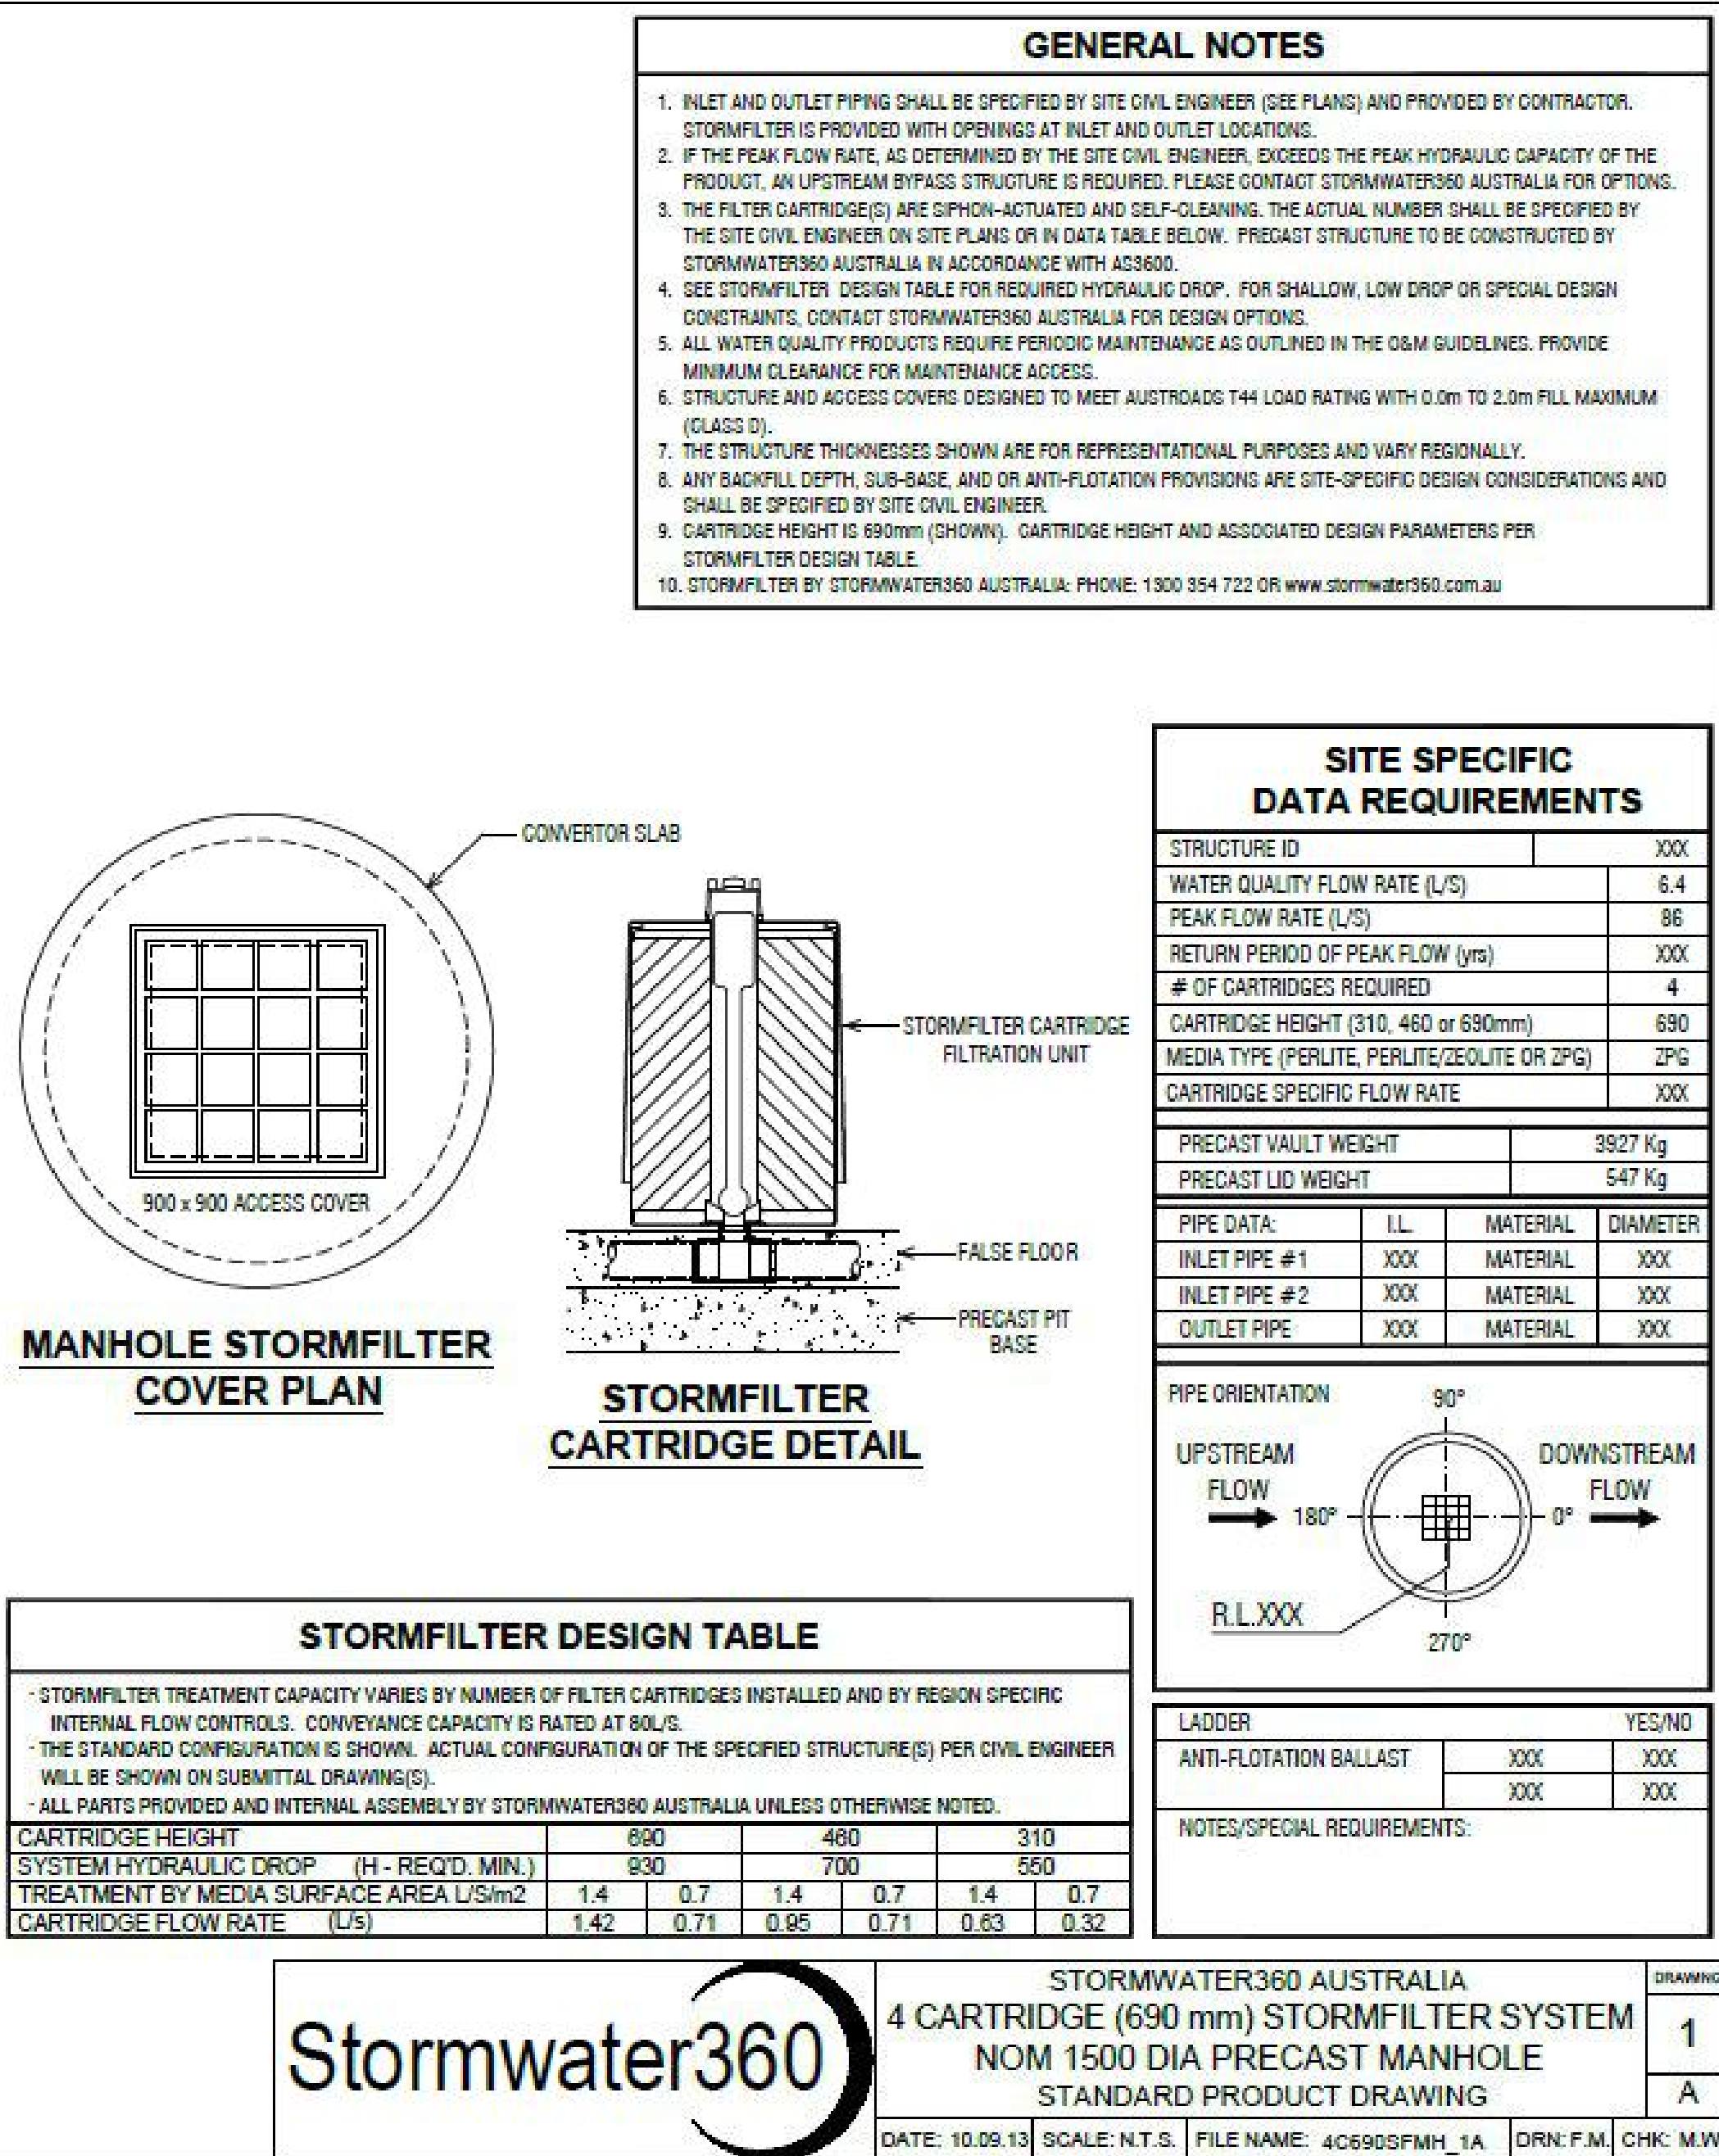 GENERAL NOTES
1. INLET AND OUTLET PIPING SHALL BE SPECIFIED BY SITE CIVIL ENGINEER (SEE PLANS) AND PROVIDED BY CONTRACTOR.
STORMFILTER IS PROVIDED WITH OPENINGS AT INLET AND OUTLET LOCATIONS.
2. IF THE PEAK FLOW RATE, AS DETERMINED BY THE SITE CIVIL ENGINEER, EXCEEDS THE PEAK HYDRAULIC CAPACITY OF THE
PRODUCT, AN UPSTREAM BYPASS STRUCTURE IS REQUIRED. PLEASE CONTACT STORMWATER360 AUSTRALIA FOR OPTIONS.
3. THE FILTER CARTRIDGE(S) ARE SIPHON-ACTUATED AND SELF-CLEANING. THE ACTUAL NUMBER SHALL BE SPECIFIED BY
THE SITE CIVIL ENGINEER ON SITE PLANS OR IN DATA TABLE BELOW. PRECAST STRUCTURE TO BE CONSTRUCTED BY
STORMWATER360 AUSTRALIA IN ACCORDANCE WITH AS3600.
4. SEE STORMFILTER DESIGN TABLE FOR REQUIRED HYDRAULIC DROP. FOR SHALLOW, LOW DROP OR SPECIAL DESIGN
CONSTRAINTS, CONTACT STORMWATER360 AUSTRALIA FOR DESIGN OPTIONS.
5. ALL WATER QUALITY PRODUCTS REQUIRE PERIODIC MAINTENANCE AS OUTLINED IN THE O&M GUIDELINES. PROVIDE
MINIMUM CLEARANCE FOR MAINTENANCE ACCESS.
6. STRUCTURE AND ACCESS COVERS DESIGNED TO MEET AUSTROADS T44 LOAD RATING WITH 0.0m TO 2.0m FILL MAXIMUM
(CLASS D).
7. THE STRUCTURE THICKNESSES SHOWN ARE FOR REPRESENTATIONAL PURPOSES AND VARY REGIONALLY.
8. ANY BACKFILL DEPTH, SUB-BASE, AND OR ANTI-FLOTATION PROVISIONS ARE SITE-SPECIFIC DESIGN CONSIDERATIONS AND
SHALL BE SPECIFIED BY SITE CIVIL ENGINEER.
9. CARTRIDGE HEIGHT IS 690mm (SHOWN). CARTRIDGE HEIGHT AND ASSOCIATED DESIGN PARAMETERS PER
STORMFILTER DESIGN TABLE.
10. STORMFILTER BY STORMWATER360 AUSTRALIA: PHONE: 1300 354 722 OR www.stormwater360.com.au
CONVERTOR SLAB
900 x 900 ACCESS COVER
MANHOLE STORMFILTER
COVER PLAN
STORMFILTER CARTRIDGE
FILTRATION UNIT
FALSE FLOOR
PRECAST PIT
BASE
STORMFILTER
CARTRIDGE DETAIL
SITE SPECIFIC
DATA REQUIREMENTS
STRUCTURE ID XXX
WATER QUALITY FLOW RATE (L/S) 6.4
PEAK FLOW RATE (L/S) 86
RETURN PERIOD OF PEAK FLOW (yrs) XXX
# OF CARTRIDGES REQUIRED 4
CARTRIDGE HEIGHT (310, 460 or 690mm) 690
MEDIA TYPE (PERLITE, PERLITE/ZEOLITE OR ZPG) ZPG
CARTRIDGE SPECIFIC FLOW RATE XXX
PRECAST VAULT WEIGHT 3927 Kg
PRECAST LID WEIGHT 547 Kg
PIPE DATA: I.L. MATERIAL DIAMETER
INLET PIPE #1 XXX MATERIAL XXX
INLET PIPE #2 XXX MATERIAL XXX
OUTLET PIPE XXX MATERIAL XXX
PIPE ORIENTATION
90°
UPSTREAM
FLOW
180°
0°
DOWNSTREAM
FLOW
R.L.XXX
270°
LADDER YES/NO
ANTI-FLOTATION BALLAST XXX XXX
XXX XXX
NOTES/SPECIAL REQUIREMENTS:
STORMFILTER DESIGN TABLE
- STORMFILTER TREATMENT CAPACITY VARIES BY NUMBER OF FILTER CARTRIDGES INSTALLED AND BY REGION SPECIFIC
INTERNAL FLOW CONTROLS. CONVEYANCE CAPACITY IS RATED AT 80L/S.
- THE STANDARD CONFIGURATION IS SHOWN. ACTUAL CONFIGURATION OF THE SPECIFIED STRUCTURE(S) PER CIVIL ENGINEER
WILL BE SHOWN ON SUBMITTAL DRAWING(S).
- ALL PARTS PROVIDED AND INTERNAL ASSEMBLY BY STORMWATER360 AUSTRALIA UNLESS OTHERWISE NOTED.
CARTRIDGE HEIGHT 690 460 310
SYSTEM HYDRAULIC DROP (H - REQ'D. MIN.) 930 700 550
TREATMENT BY MEDIA SURFACE AREA L/S/m2 1.4 0.7 1.4 0.7 1.4 0.7
CARTRIDGE FLOW RATE (L/s) 1.42 0.71 0.95 0.71 0.63 0.32
Stormwater360
STORMWATER360 AUSTRALIA
4 CARTRIDGE (690 mm) STORMFILTER SYSTEM
NOM 1500 DIA PRECAST MANHOLE
STANDARD PRODUCT DRAWING
DRAWING
1
A
DATE: 10.09.13 SCALE: N.T.S. FILE NAME: 4C690SFMH_1A DRN: F.M. CHK: M.W